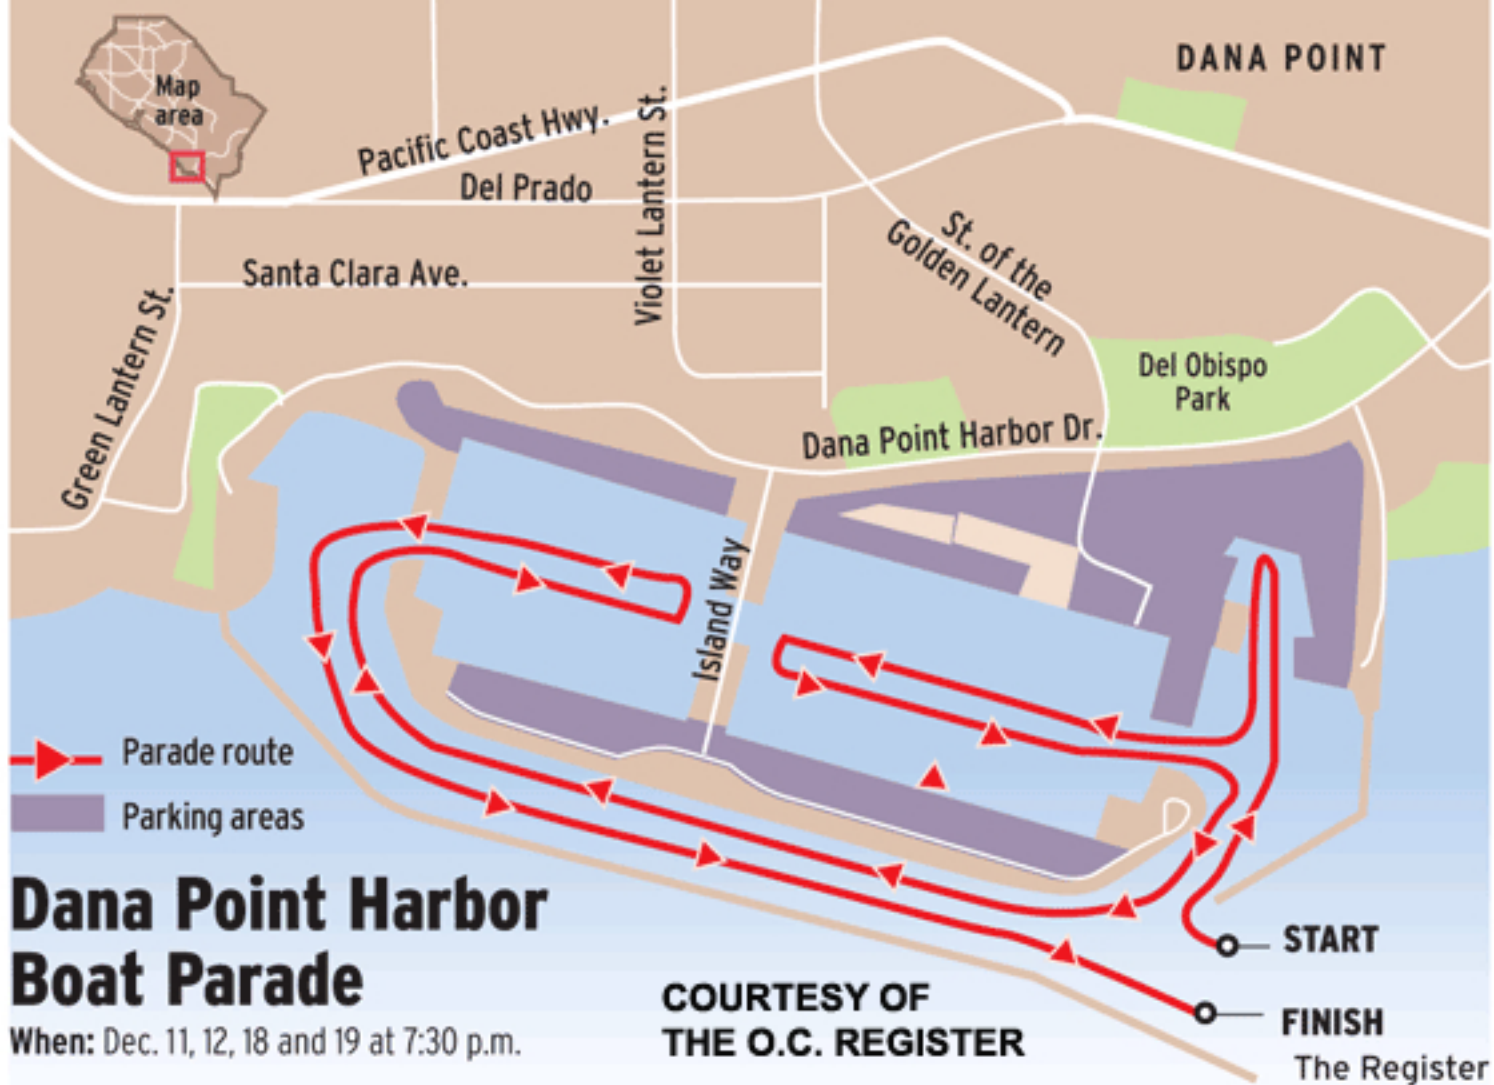 Map
area
DANA POINT
Pacific Coast Hwy.
Del Prado
Violet Lantern St.
St. of the
Golden Lantern
Santa Clara Ave.
Green Lantern St.
Del Obispo
Park
Dana Point Harbor Dr.
Island Way
Parade route
Parking areas
Dana Point Harbor
Boat Parade
When: Dec. 11, 12, 18 and 19 at 7:30 p.m.
COURTESY OF
THE O.C. REGISTER
START
FINISH
The Register